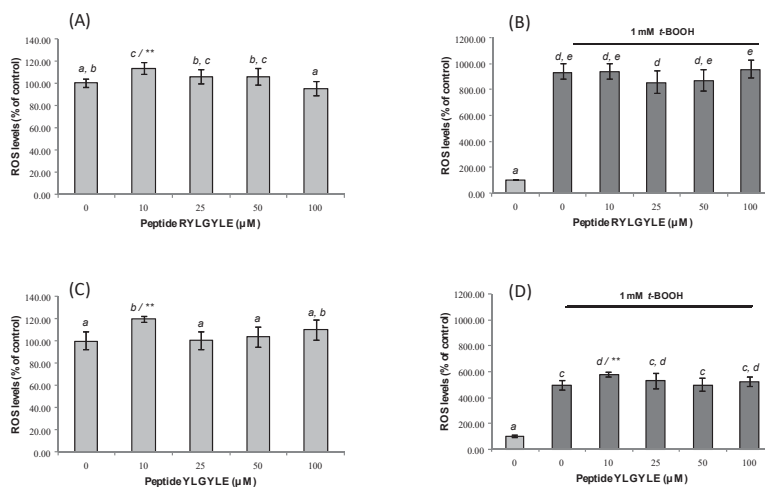 (A)
ROS levels (% of control)
140.00
120.00
100.00
80.00
60.00
40.00
20.00
0.00
a, b
c / **
b, c
b, c
a
0 10 25 50 100
Peptide RYLGYLE (µM)
(B)
1 mM t-BOOH
ROS levels (% of control)
1200.00
1000.00
800.00
600.00
400.00
200.00
0.00
a
d, e
d, e
d
d, e
e
0 0 10 25 50 100
Peptide RYLGYLE (µM)
(C)
ROS levels (% of control)
140.00
120.00
100.00
80.00
60.00
40.00
20.00
0.00
a
b / **
a
a
a, b
0 10 25 50 100
Peptide YLGYLE (µM)
(D)
1 mM t-BOOH
ROS levels (% of control)
1200.00
1000.00
800.00
600.00
400.00
200.00
0.00
a
c
d / **
c, d
c
c, d
0 0 10 25 50 100
Peptide YLGYLE (µM)